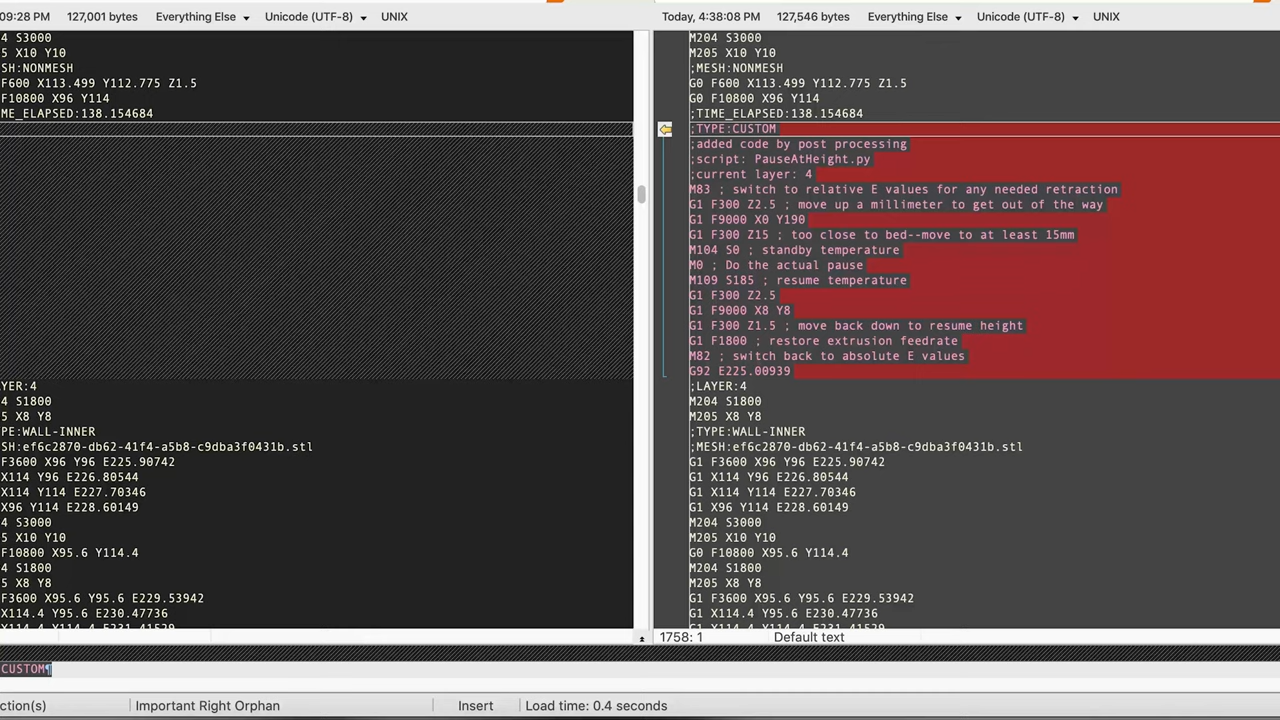 09:28 PM 127,001 bytes Everything Else Unicode (UTF-8) UNIX
4 S3000
5 X10 Y10
SH:NONMESH
F600 X113.499 Y112.775 Z1.5
F10800 X96 Y114
ME_ELAPSED:138.154684
AYER:4
4 S1800
5 X8 Y8
PE:WALL-INNER
SH:ef6c2870-db62-41f4-a5b8-c9dba3f0431b.stl
F3600 X96 Y96 E225.90742
X114 Y96 E226.80544
X114 Y114 E227.70346
X96 Y114 E228.60149
4 S3000
5 X10 Y10
F10800 X95.6 Y114.4
4 S1800
5 X8 Y8
F3600 X95.6 Y95.6 E229.53942
X114.4 Y95.6 E230.47736
X114.4 Y114.4 E231.41529
Today, 4:38:08 PM 127,546 bytes Everything Else Unicode (UTF-8) UNIX
M204 S3000
M205 X10 Y10
;MESH:NONMESH
G0 F600 X113.499 Y112.775 Z1.5
G0 F10800 X96 Y114
;TIME_ELAPSED:138.154684
;TYPE:CUSTOM
;added code by post processing
;script: PauseAtHeight.py
;current layer: 4
M83 ; switch to relative E values for any needed retraction
G1 F300 Z2.5 ; move up a millimeter to get out of the way
G1 F9000 X0 Y190
G1 F300 Z15 ; too close to bed--move to at least 15mm
M104 S0 ; standby temperature
M0 ; Do the actual pause
M109 S185 ; resume temperature
G1 F300 Z2.5
G1 F9000 X8 Y8
G1 F300 Z1.5 ; move back down to resume height
G1 F1800 ; restore extrusion feedrate
M82 ; switch back to absolute E values
G92 E225.00939
;LAYER:4
M204 S1800
M205 X8 Y8
;TYPE:WALL-INNER
;MESH:ef6c2870-db62-41f4-a5b8-c9dba3f0431b.stl
G1 F3600 X96 Y96 E225.90742
G1 X114 Y96 E226.80544
G1 X114 Y114 E227.70346
G1 X96 Y114 E228.60149
M204 S3000
M205 X10 Y10
G0 F10800 X95.6 Y114.4
M204 S1800
M205 X8 Y8
G1 F3600 X95.6 Y95.6 E229.53942
G1 X114.4 Y95.6 E230.47736
G1 X114.4 Y114.4 E231.41529
1758: 1 Default text
CUSTOM¶
ction(s) Important Right Orphan Insert Load time: 0.4 seconds